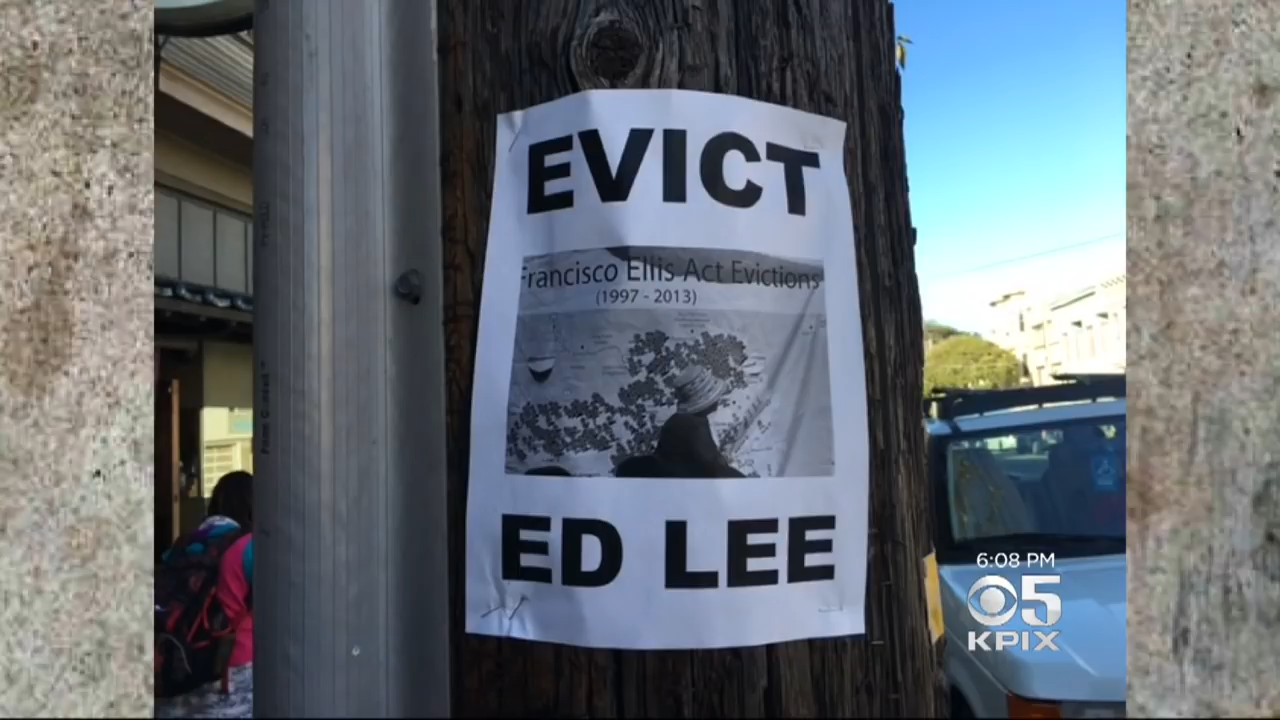 EVICT
Francisco Ellis Act Evictions
(1997 - 2013)
ED LEE
6:08 PM
5
KPIX